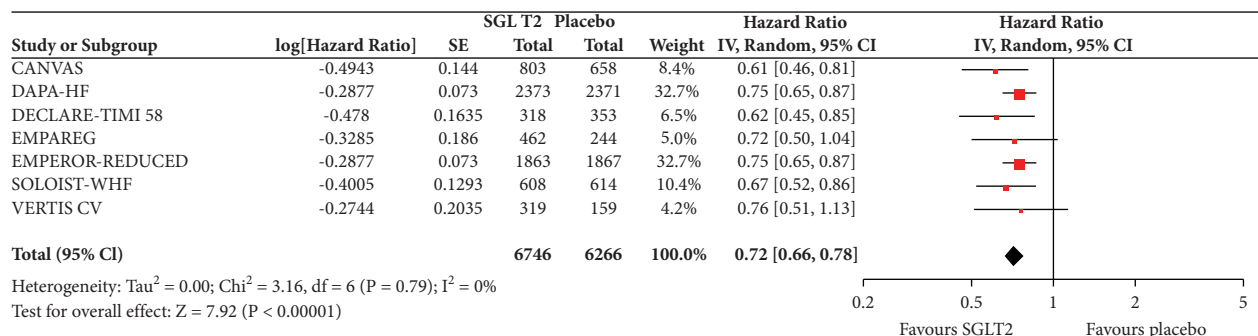 SGL T2 Placebo Hazard Ratio Hazard Ratio
Study or Subgroup log[Hazard Ratio] SE Total Total Weight IV, Random, 95% CI IV, Random, 95% CI
CANVAS -0.4943 0.144 803 658 8.4% 0.61 [0.46, 0.81]
DAPA-HF -0.2877 0.073 2373 2371 32.7% 0.75 [0.65, 0.87]
DECLARE-TIMI 58 -0.478 0.1635 318 353 6.5% 0.62 [0.45, 0.85]
EMPAREG -0.3285 0.186 462 244 5.0% 0.72 [0.50, 1.04]
EMPEROR-REDUCED -0.2877 0.073 1863 1867 32.7% 0.75 [0.65, 0.87]
SOLOIST-WHF -0.4005 0.1293 608 614 10.4% 0.67 [0.52, 0.86]
VERTIS CV -0.2744 0.2035 319 159 4.2% 0.76 [0.51, 1.13]
Total (95% Cl) 6746 6266 100.0% 0.72 [0.66, 0.78]
Heterogeneity: Tau² = 0.00; Chi² = 3.16, df = 6 (P = 0.79); I² = 0%
Test for overall effect: Z = 7.92 (P < 0.00001)
0.2 0.5 1 2 5
Favours SGLT2 Favours placebo